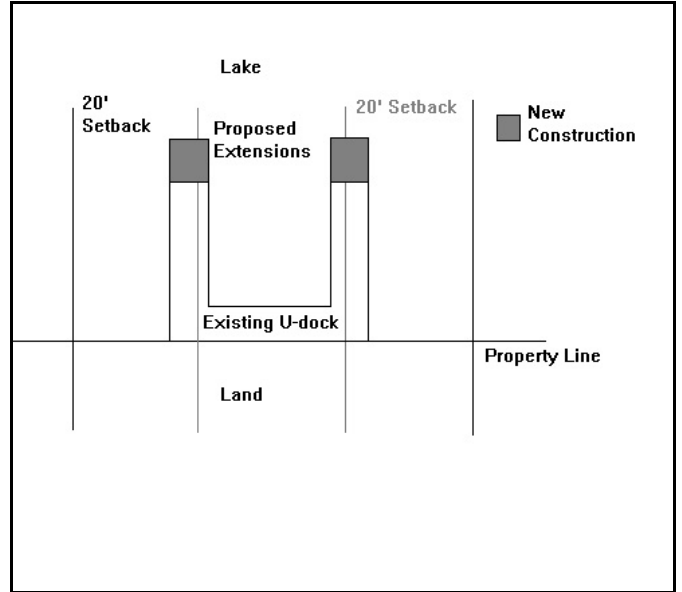 Lake
20'
Setback
Proposed
Extensions
20' Setback
New
Construction
Existing U-dock
Property Line
Land